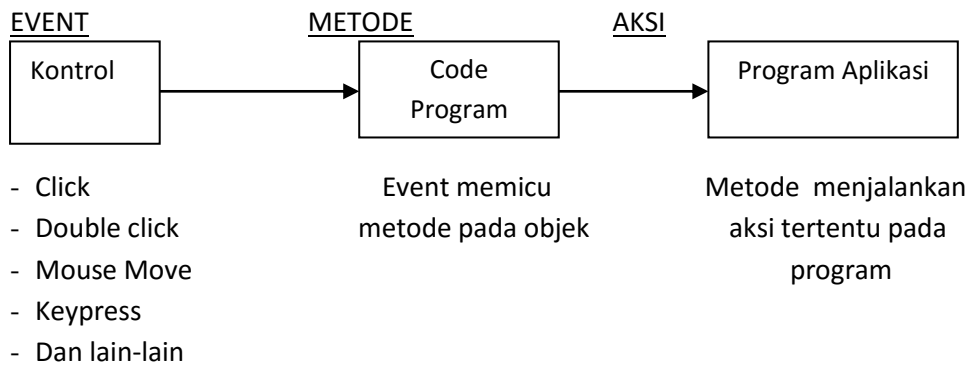 EVENT METODE AKSI
Kontrol
Code
Program
Program Aplikasi
- Click
- Double click
- Mouse Move
- Keypress
- Dan lain-lain
Event memicu
metode pada objek
Metode menjalankan
aksi tertentu pada
program